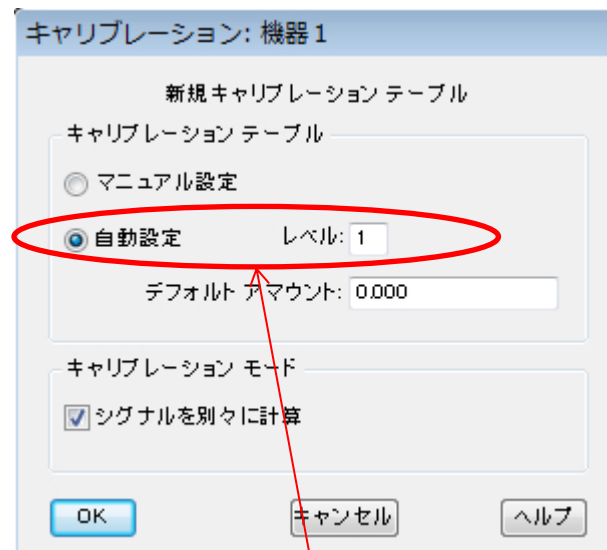 キャリブレーション: 機器 1
新規キャリブレーション テーブル
キャリブレーション テーブル
マニュアル設定
自動設定 レベル: 1
デフォルト アマウント: 0.000
キャリブレーション モード
シグナルを別々に計算
OK キャンセル ヘルプ